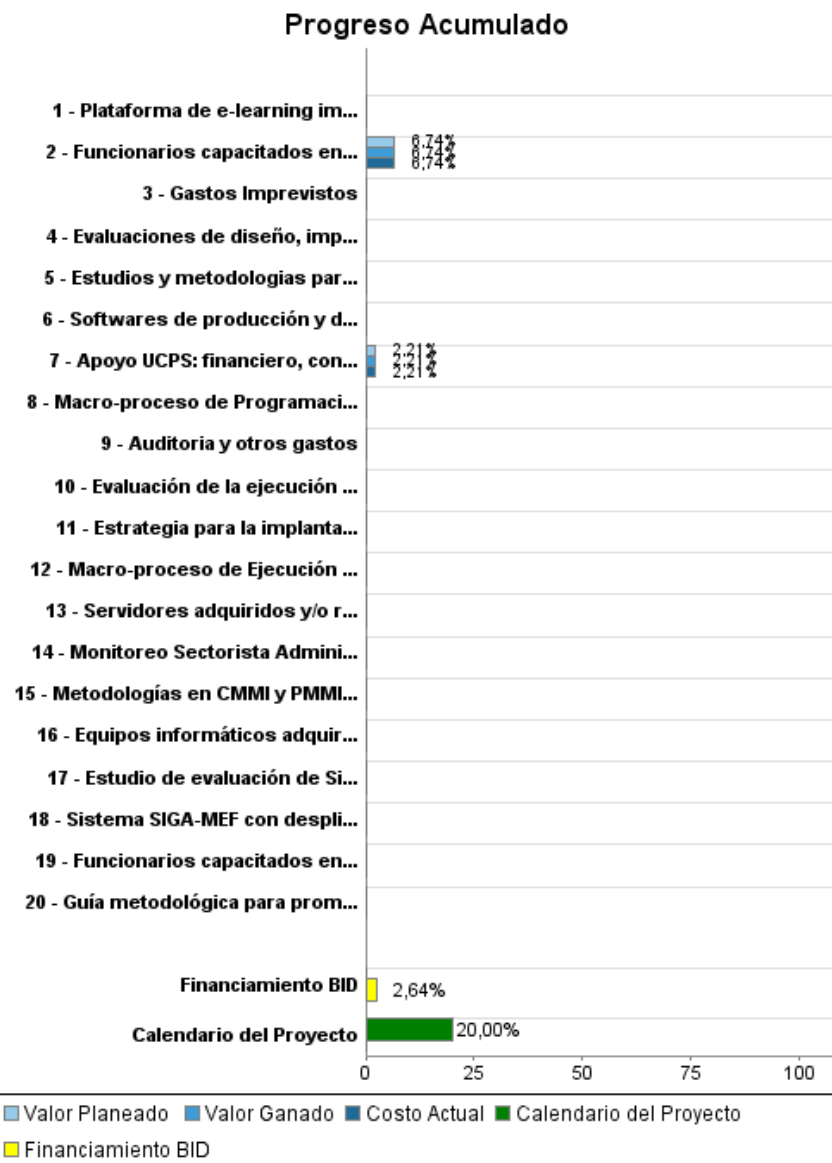 Progreso Acumulado
1 - Plataforma de e-learning im...
6,74%
2 - Funcionarios capacitados en...
6,74%
6,74%
3 - Gastos Imprevistos
4 - Evaluaciones de diseño, imp...
5 - Estudios y metodologias par...
6 - Softwares de producción y d...
2,21%
7 - Apoyo UCPS: financiero, con...
2,21%
2,21%
8 - Macro-proceso de Programaci...
9 - Auditoria y otros gastos
10 - Evaluación de la ejecución ...
11 - Estrategia para la implanta...
12 - Macro-proceso de Ejecución ...
13 - Servidores adquiridos y/o r...
14 - Monitoreo Sectorista Admini...
15 - Metodologías en CMMI y PMMI...
16 - Equipos informáticos adquir...
17 - Estudio de evaluación de Si...
18 - Sistema SIGA-MEF con despli...
19 - Funcionarios capacitados en...
20 - Guía metodológica para prom...
Financiamiento BID 2,64%
Calendario del Proyecto 20,00%
0 25 50 75 100
Valor Planeado Valor Ganado Costo Actual Calendario del Proyecto
Financiamiento BID